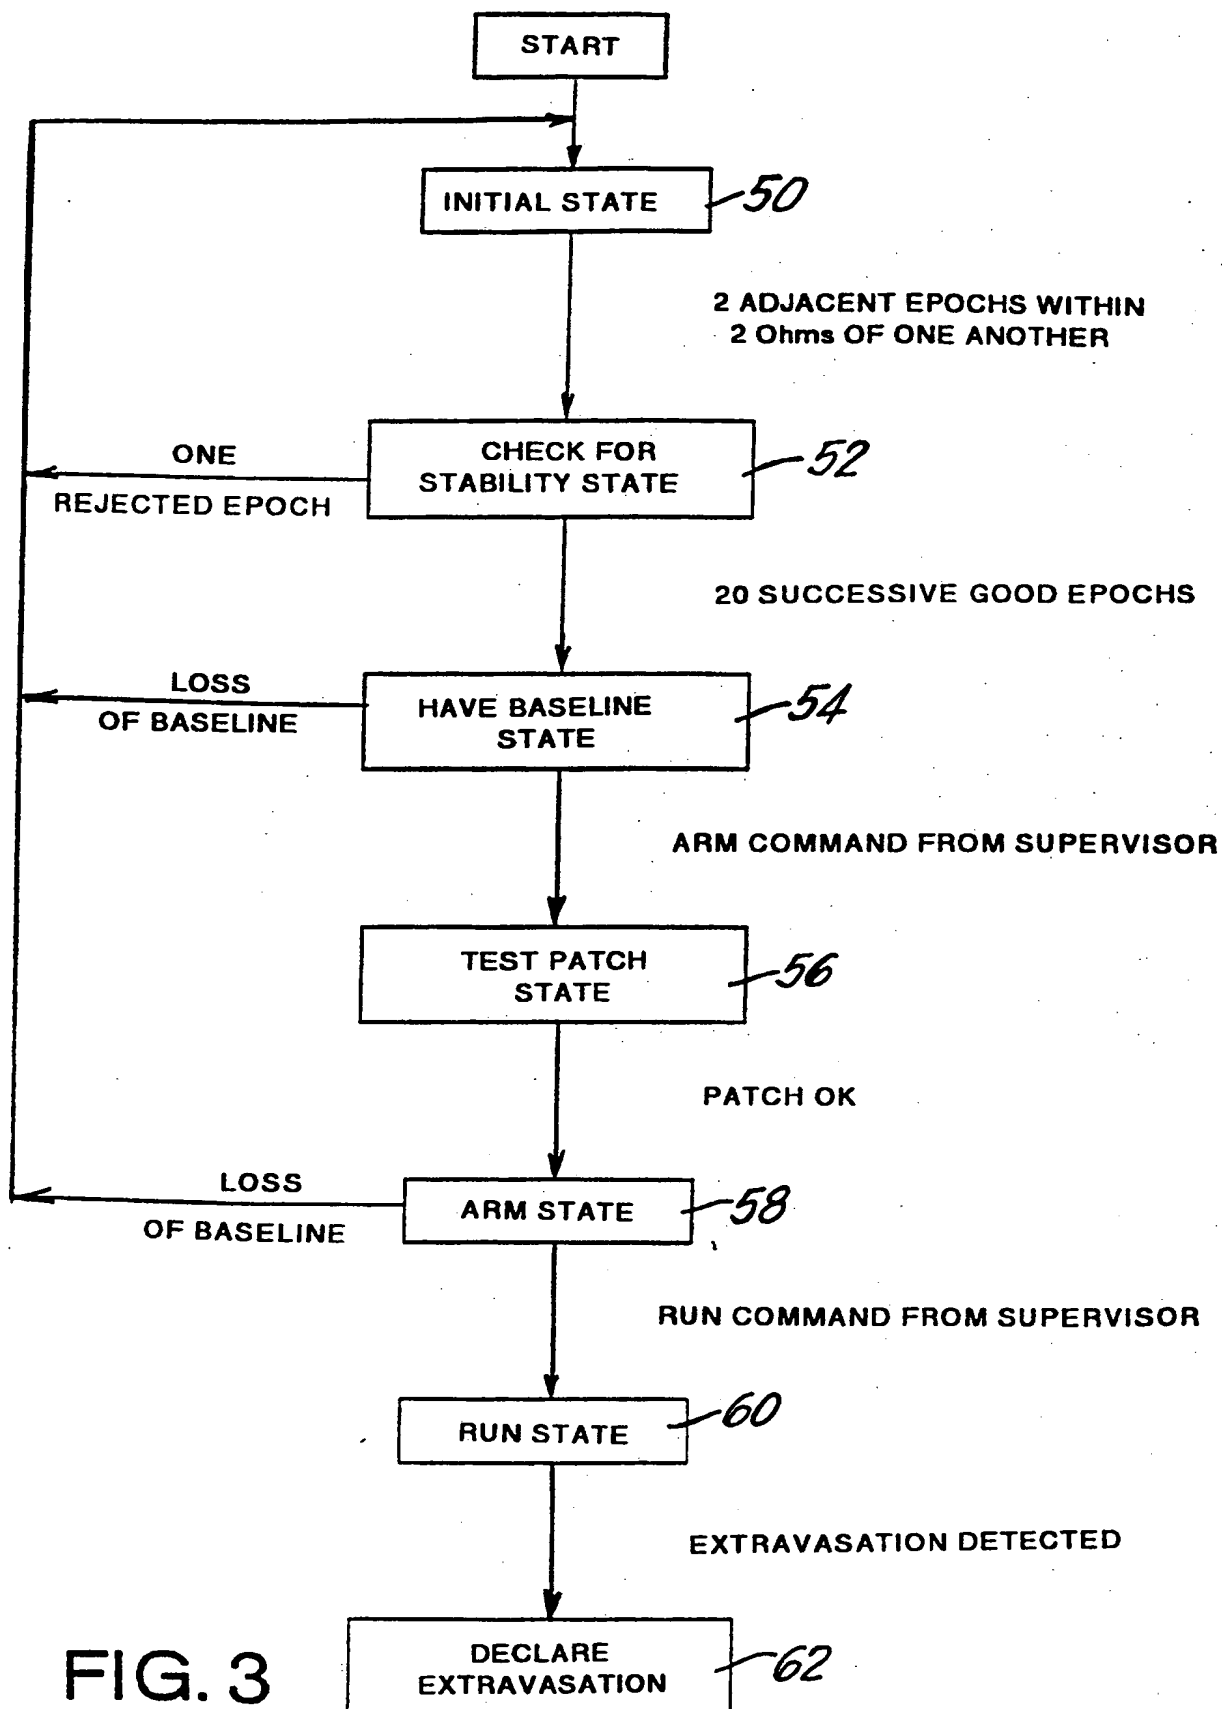 START
INITIAL STATE
50
2 ADJACENT EPOCHS WITHIN
2 Ohms OF ONE ANOTHER
CHECK FOR
STABILITY STATE
52
ONE
REJECTED EPOCH
20 SUCCESSIVE GOOD EPOCHS
HAVE BASELINE
STATE
54
LOSS
OF BASELINE
ARM COMMAND FROM SUPERVISOR
TEST PATCH
STATE
56
PATCH OK
ARM STATE
58
LOSS
OF BASELINE
RUN COMMAND FROM SUPERVISOR
RUN STATE
60
EXTRAVASATION DETECTED
DECLARE
EXTRAVASATION
62
FIG. 3